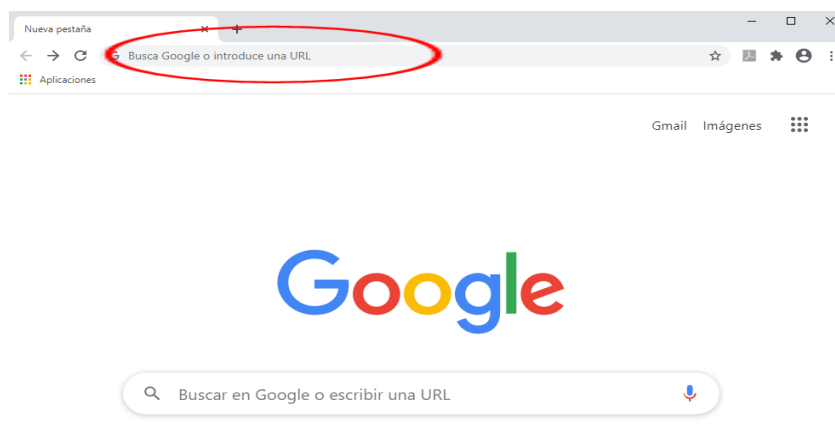 Nueva pestaña
Busca Google o introduce una URL
Aplicaciones
Gmail Imágenes
Google
Buscar en Google o escribir una URL